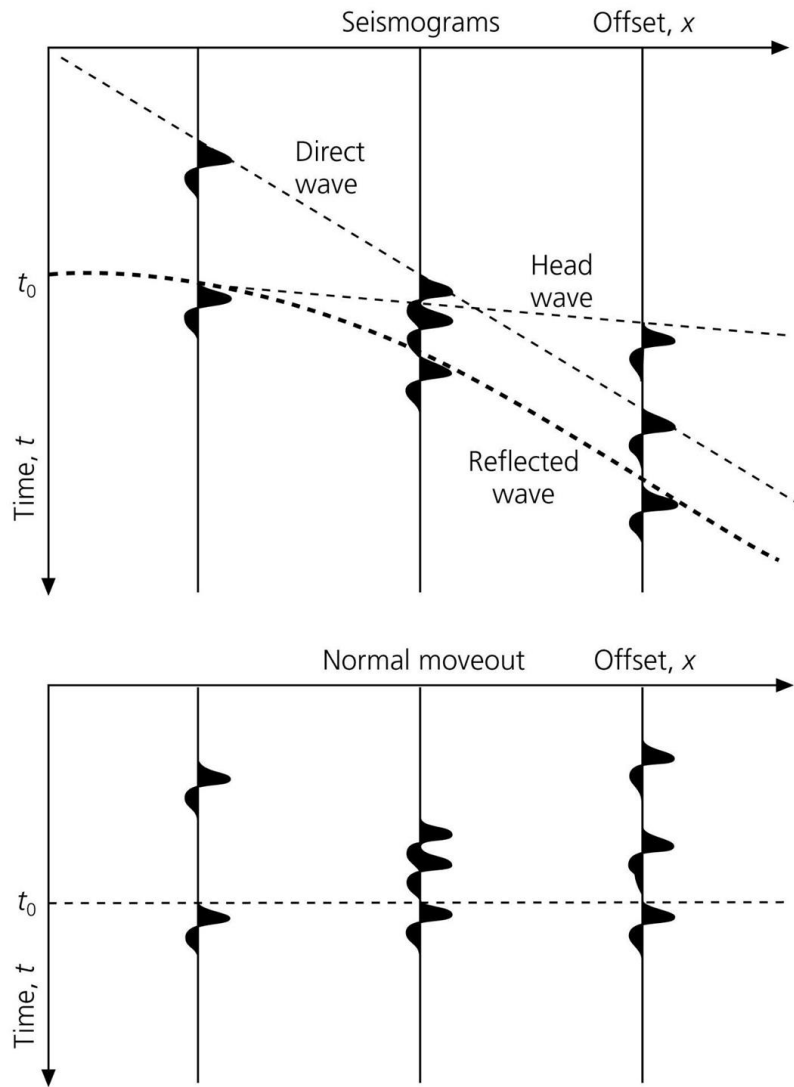 Seismograms Offset, x
Direct
wave
Head
wave
t₀
Reflected
wave
Time, t
Normal moveout Offset, x
t₀
Time, t